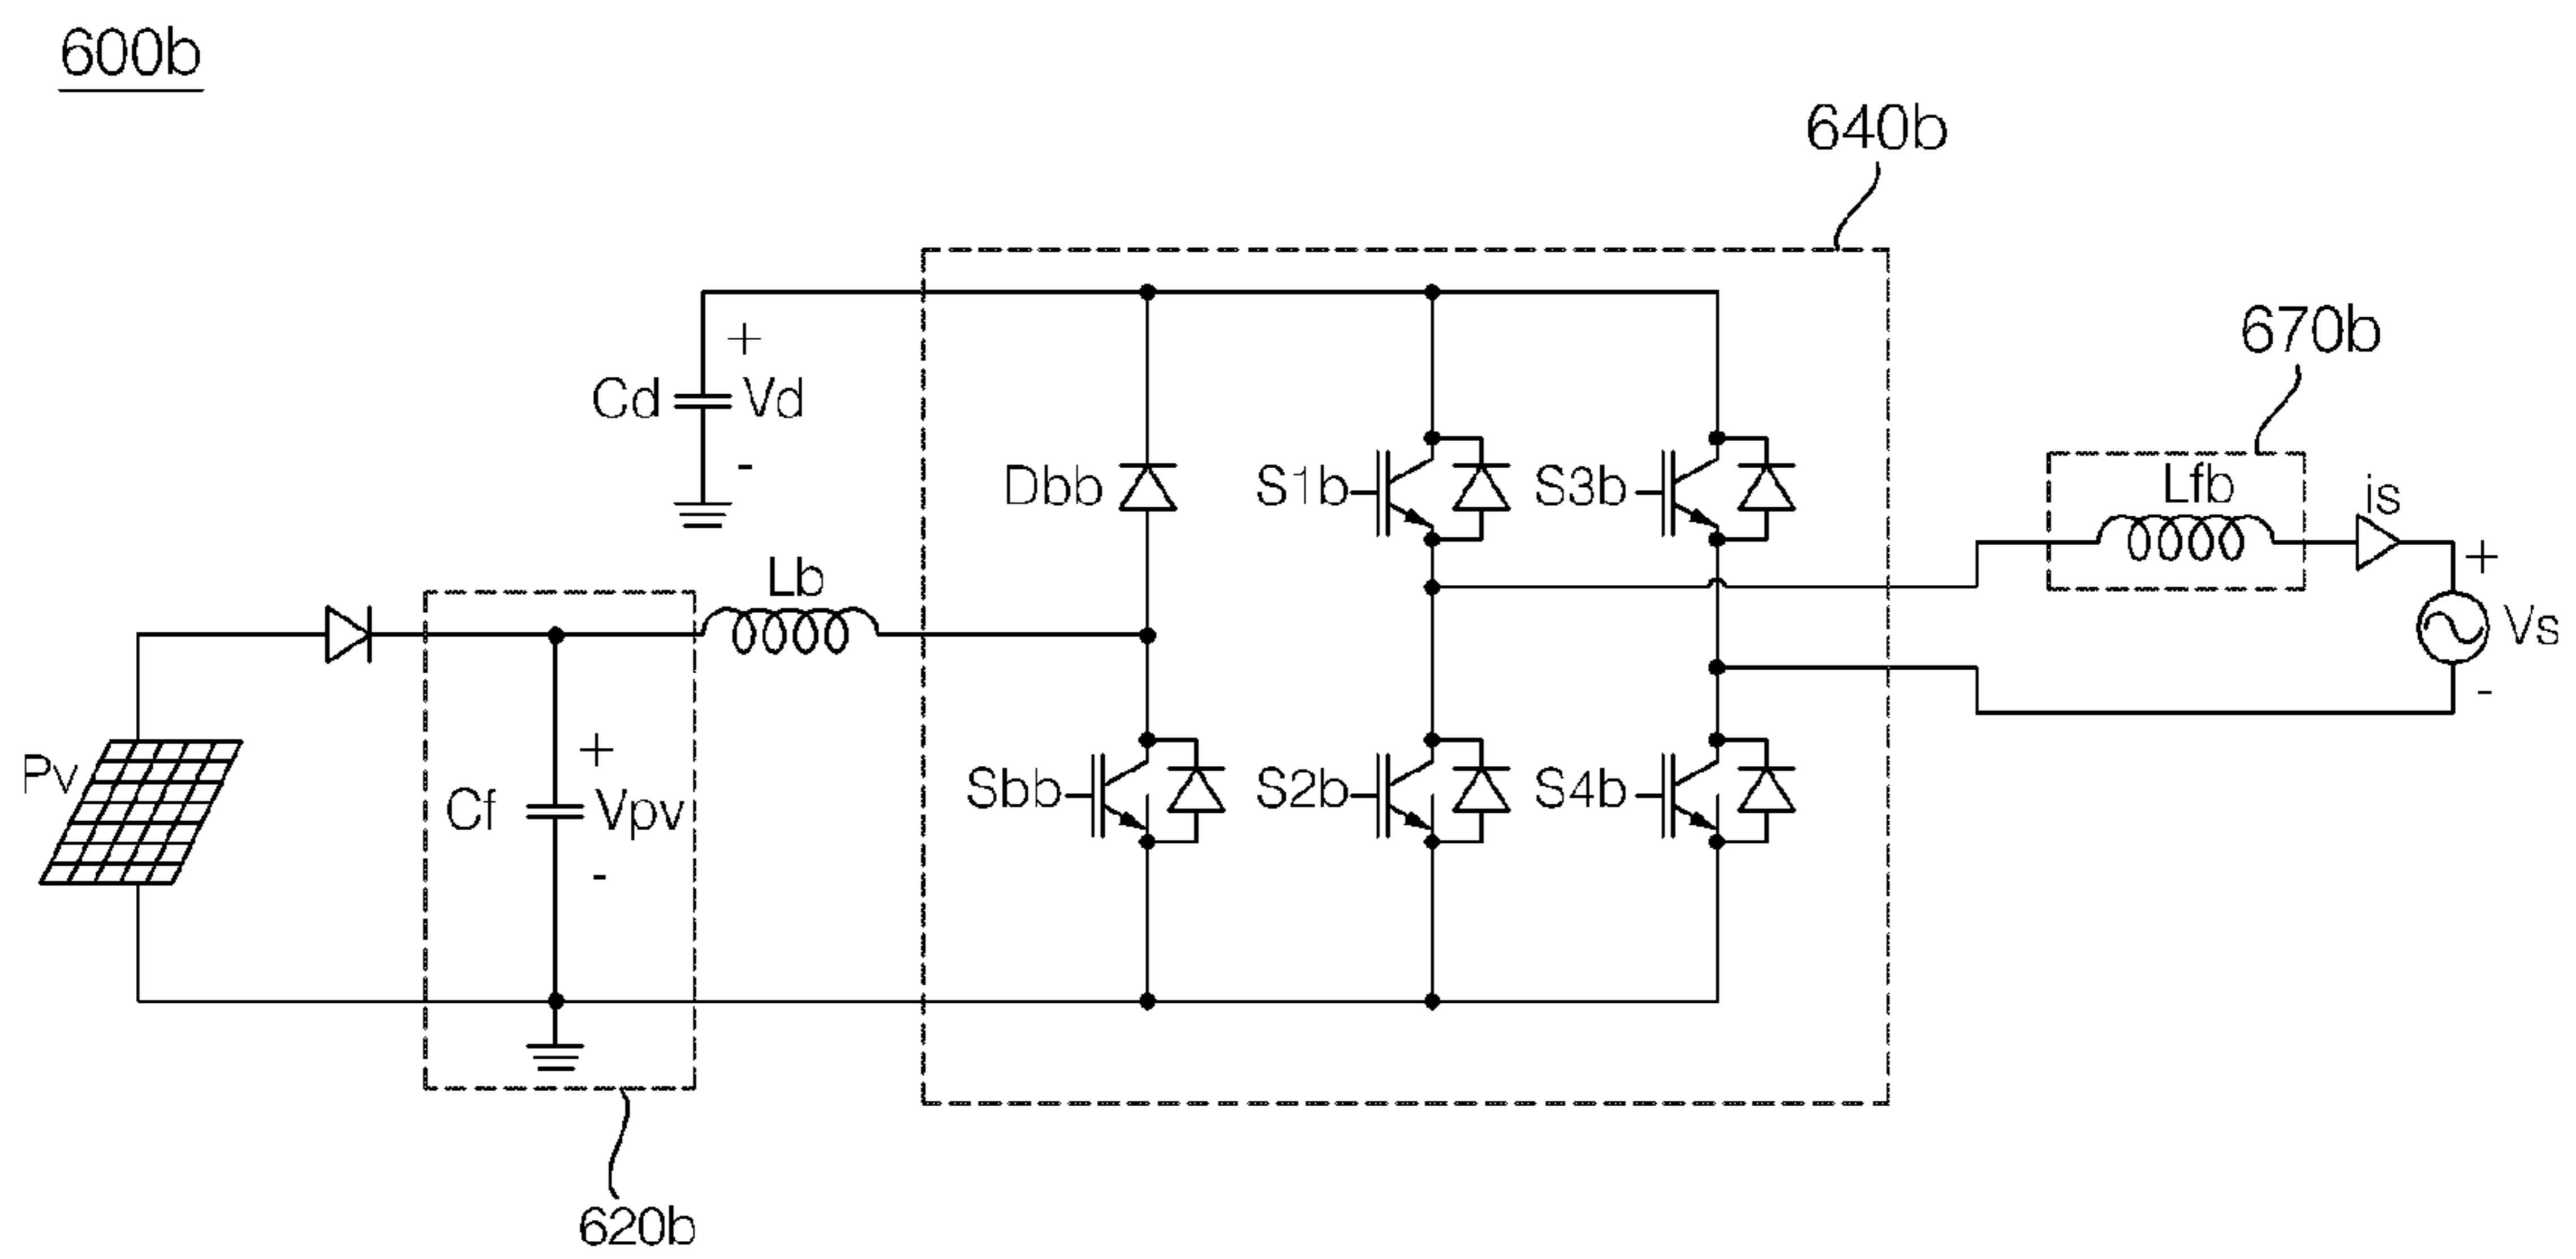 600b
640b
670b
+
Cd
Vd
-
Dbb
S1b
S3b
Lfb
is
+
Vs
-
Lb
Pv
Cf
+
Vpv
-
Sbb
S2b
S4b
620b